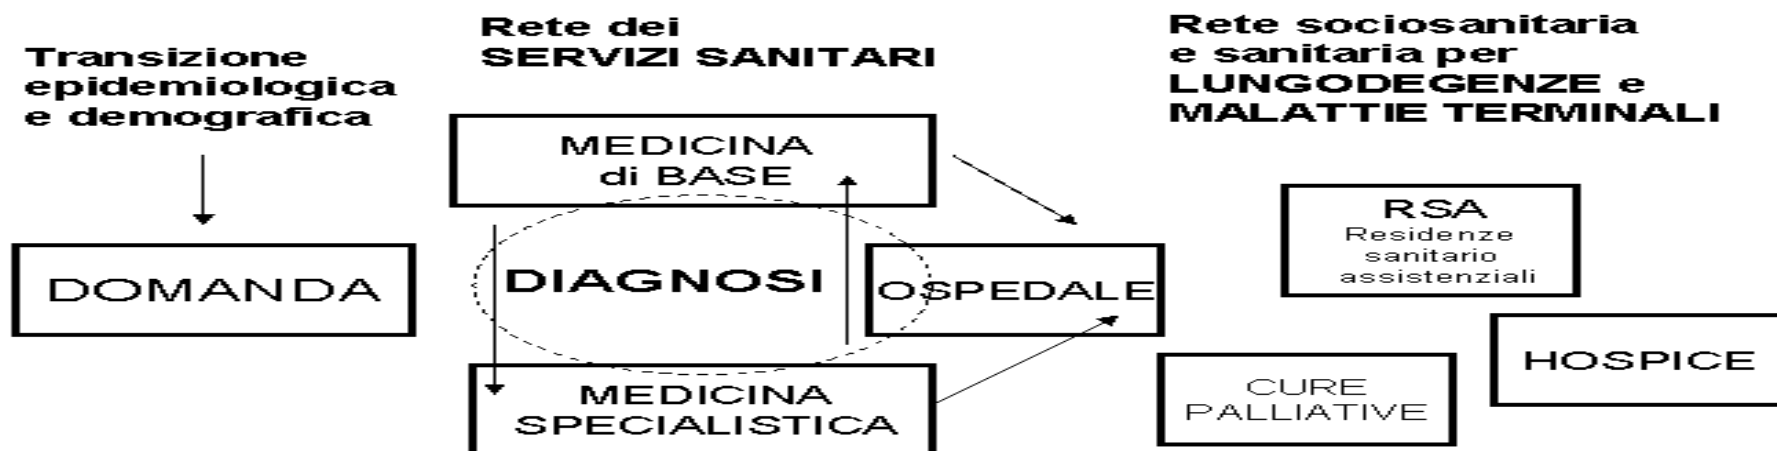 Transizione
epidemiologica
e demografica
Rete dei
SERVIZI SANITARI
Rete sociosanitaria
e sanitaria per
LUNGODEGENZE e
MALATTIE TERMINALI
DOMANDA
MEDICINA
di BASE
DIAGNOSI
OSPEDALE
MEDICINA
SPECIALISTICA
RSA
Residenze
sanitario
assistenziali
HOSPICE
CURE
PALLIATIVE